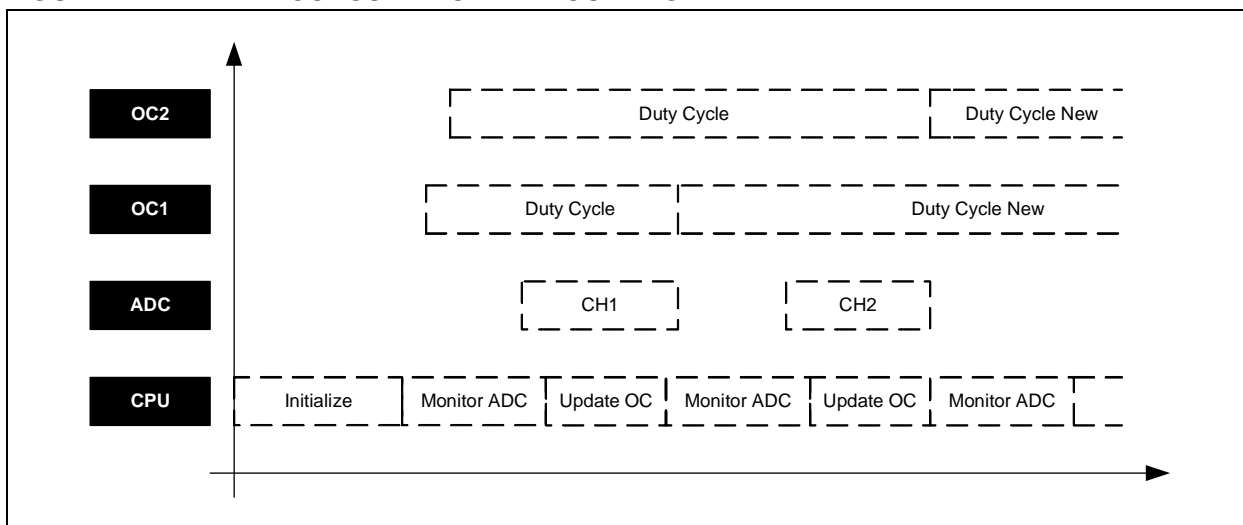 OC2 Duty Cycle Duty Cycle New
OC1 Duty Cycle Duty Cycle New
ADC CH1 CH2
CPU Initialize Monitor ADC Update OC Monitor ADC Update OC Monitor ADC